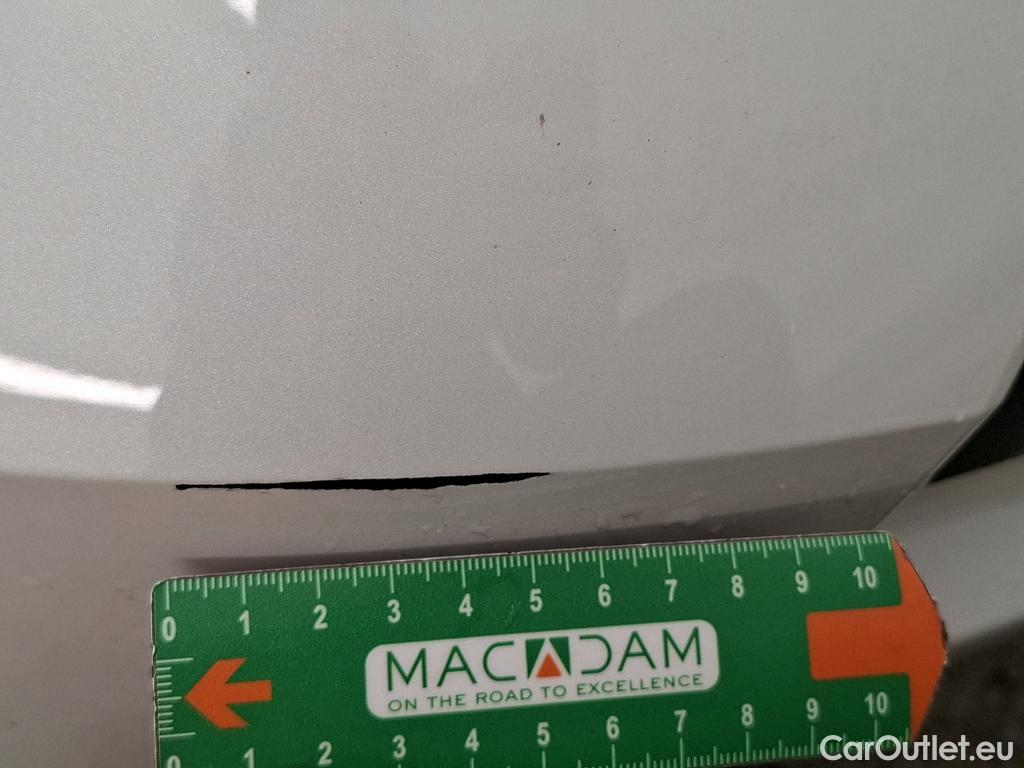 0 1 2 3 4 5 6 7 8 9 10
MACADAM
ON THE ROAD TO EXCELLENCE
0 1 2 3 4 5 6 7 8 9 10
CarOutlet.eu